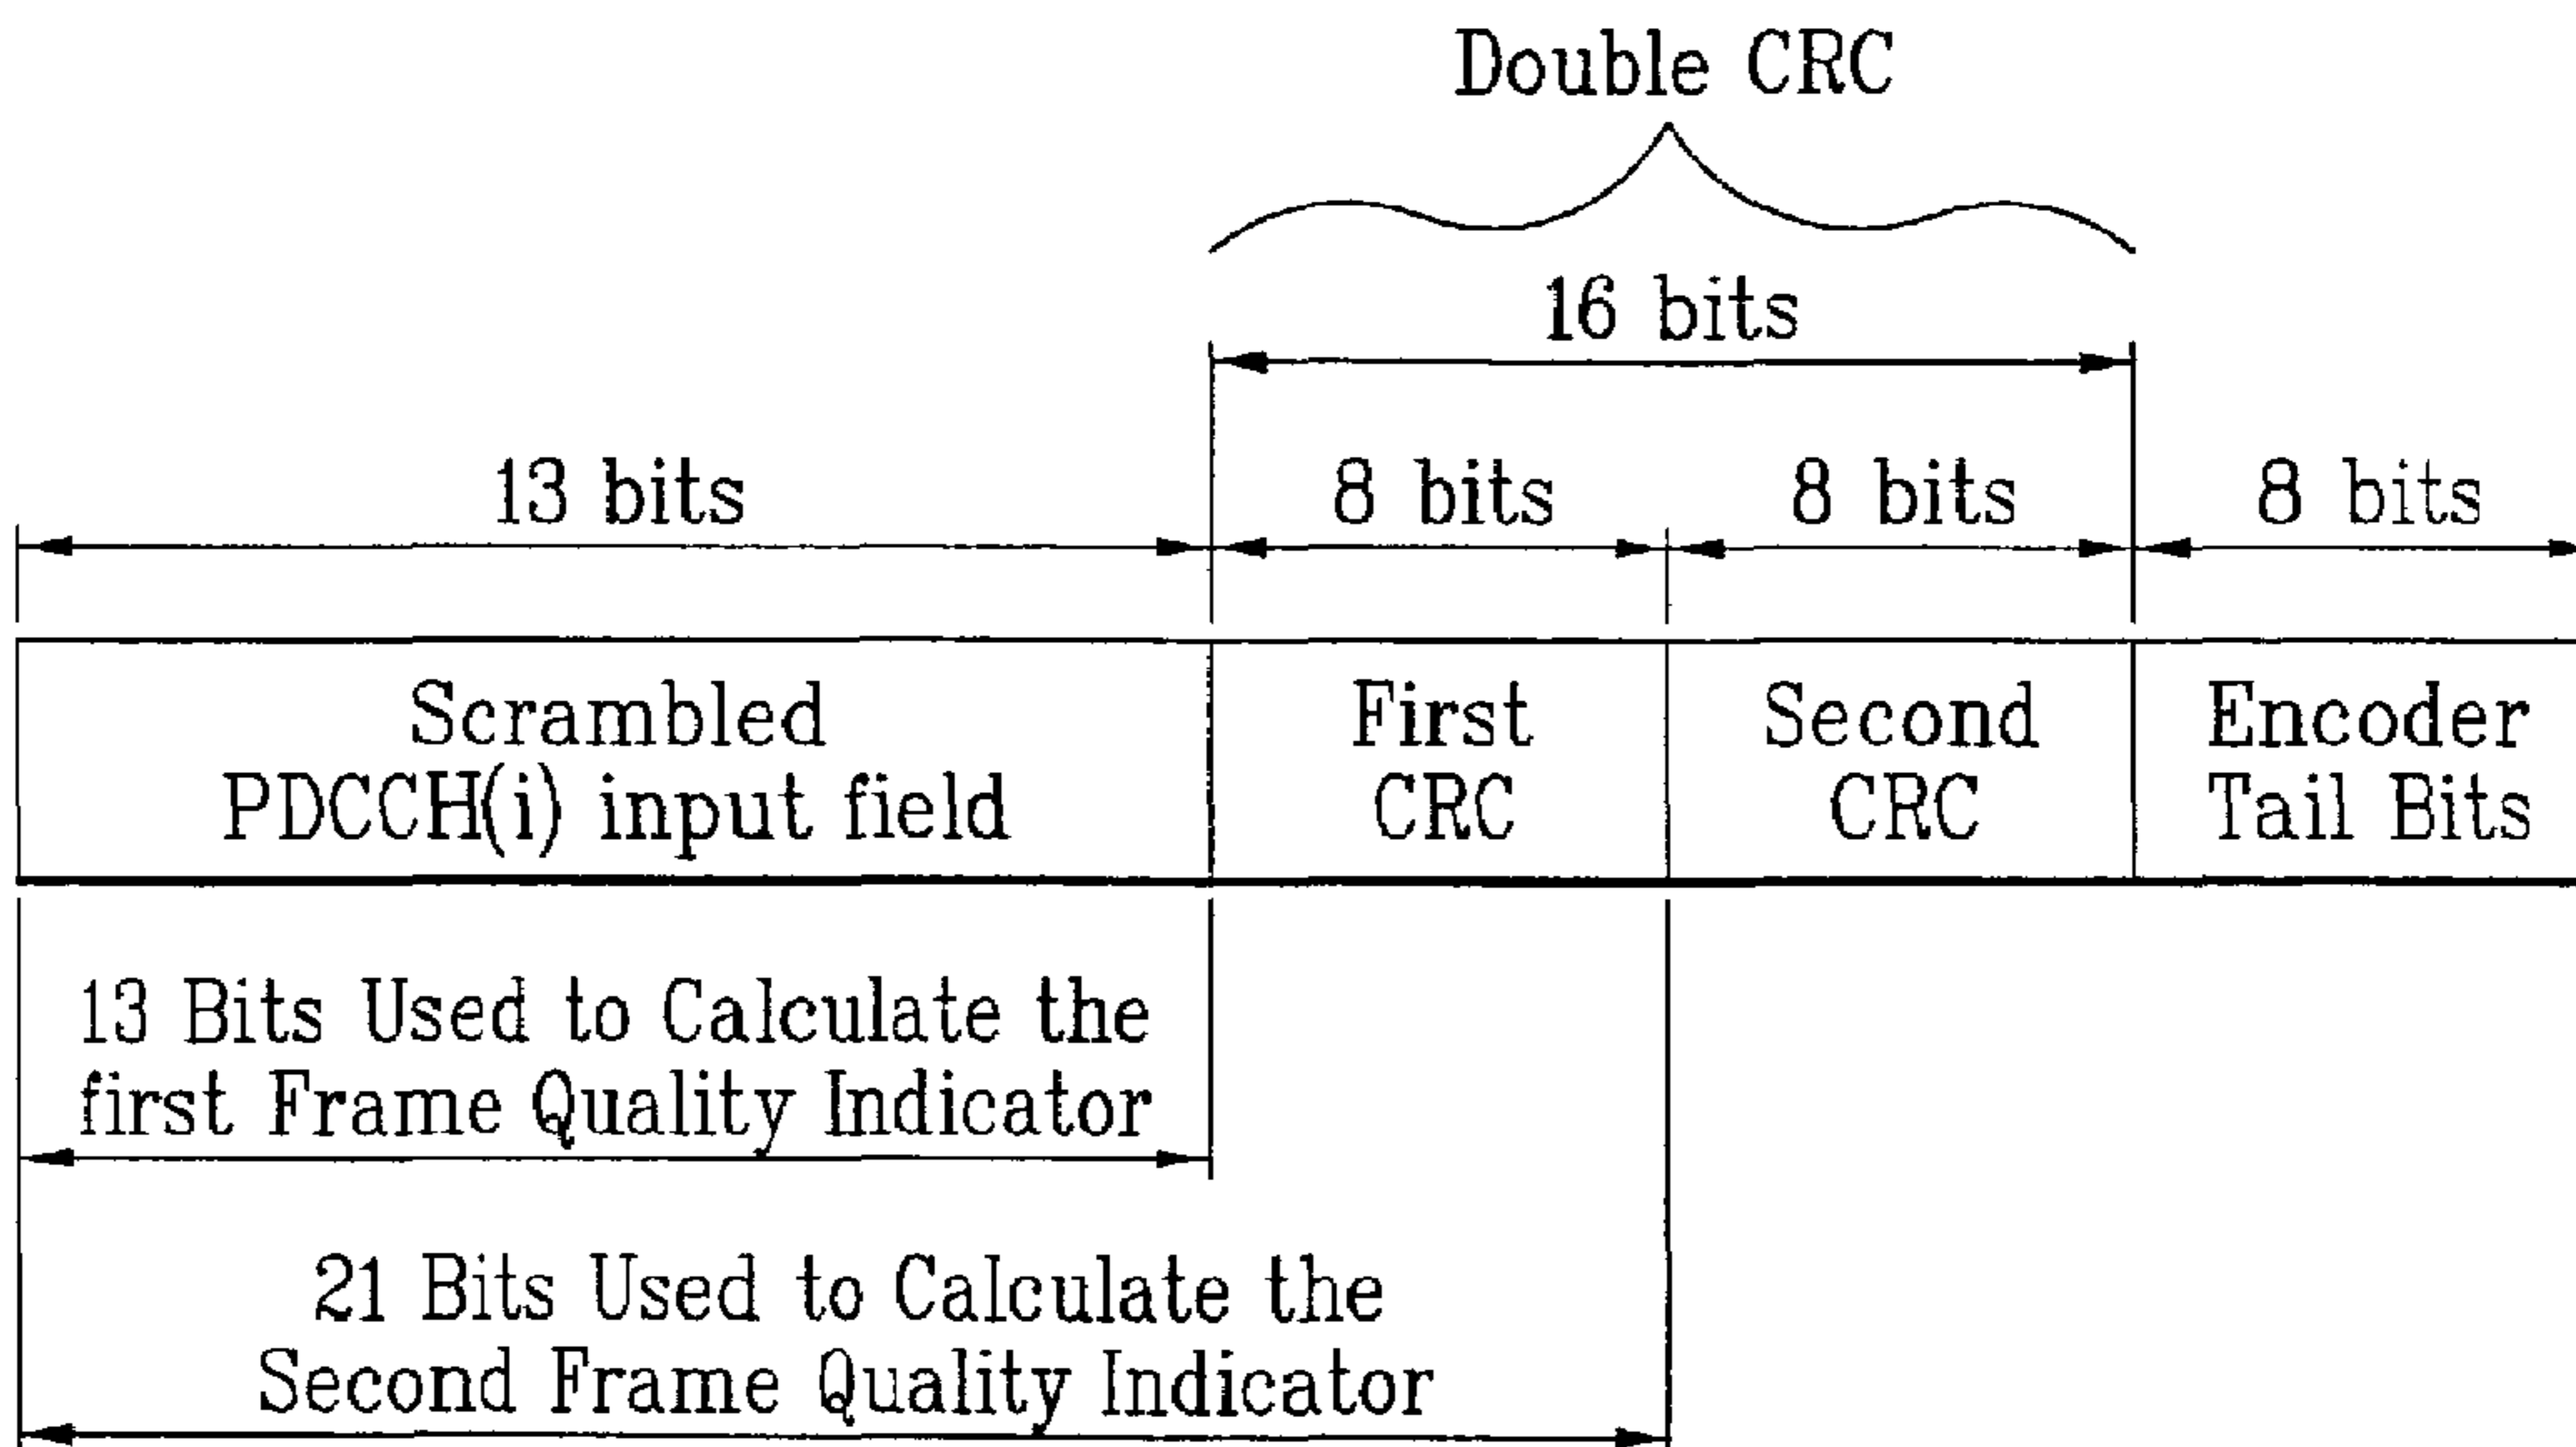 Double CRC
16 bits
13 bits
8 bits
8 bits
8 bits
Scrambled
PDCCH(i) input field
First
CRC
Second
CRC
Encoder
Tail Bits
13 Bits Used to Calculate the
first Frame Quality Indicator
21 Bits Used to Calculate the
Second Frame Quality Indicator